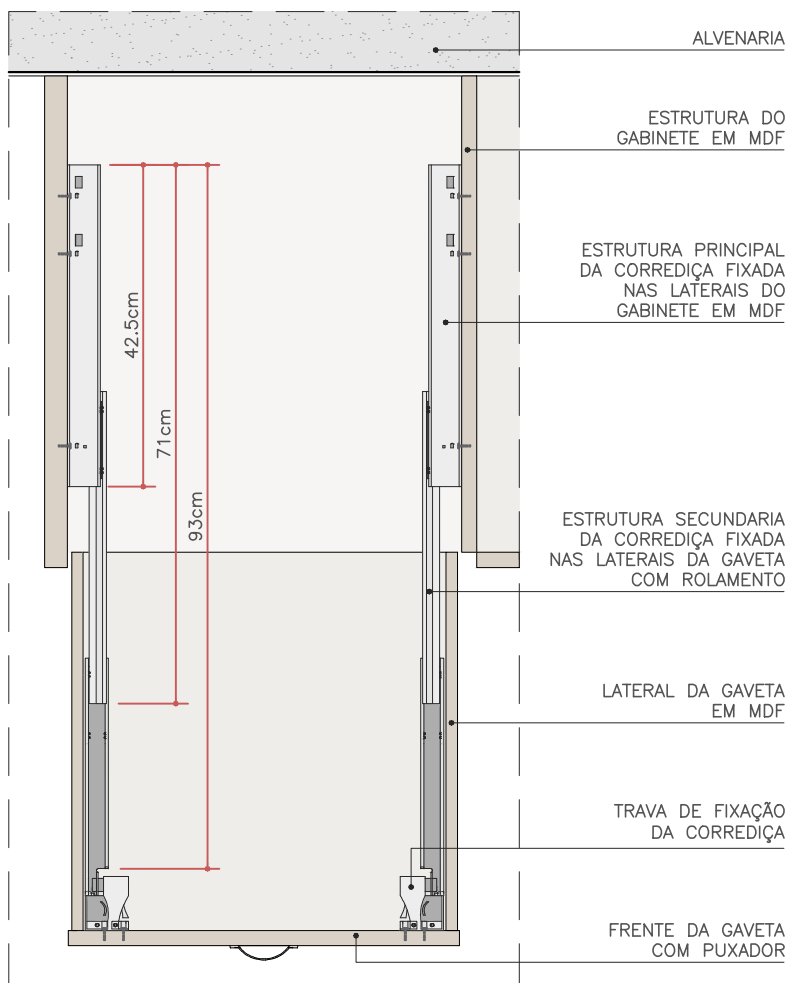 ALVENARIA
ESTRUTURA DO
GABINETE EM MDF
ESTRUTURA PRINCIPAL
DA CORREDIÇA FIXADA
NAS LATERAIS DO
GABINETE EM MDF
42.5cm
71cm
93cm
ESTRUTURA SECUNDARIA
DA CORREDIÇA FIXADA
NAS LATERAIS DA GAVETA
COM ROLAMENTO
LATERAL DA GAVETA
EM MDF
TRAVA DE FIXAÇÃO
DA CORREDIÇA
FRENTE DA GAVETA
COM PUXADOR